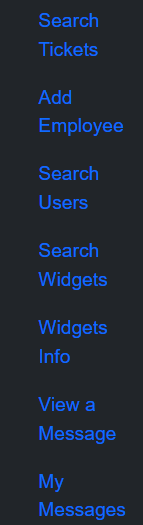 Search
Tickets
Add
Employee
Search
Users
Search
Widgets
Widgets
Info
View a
Message
My
Messages